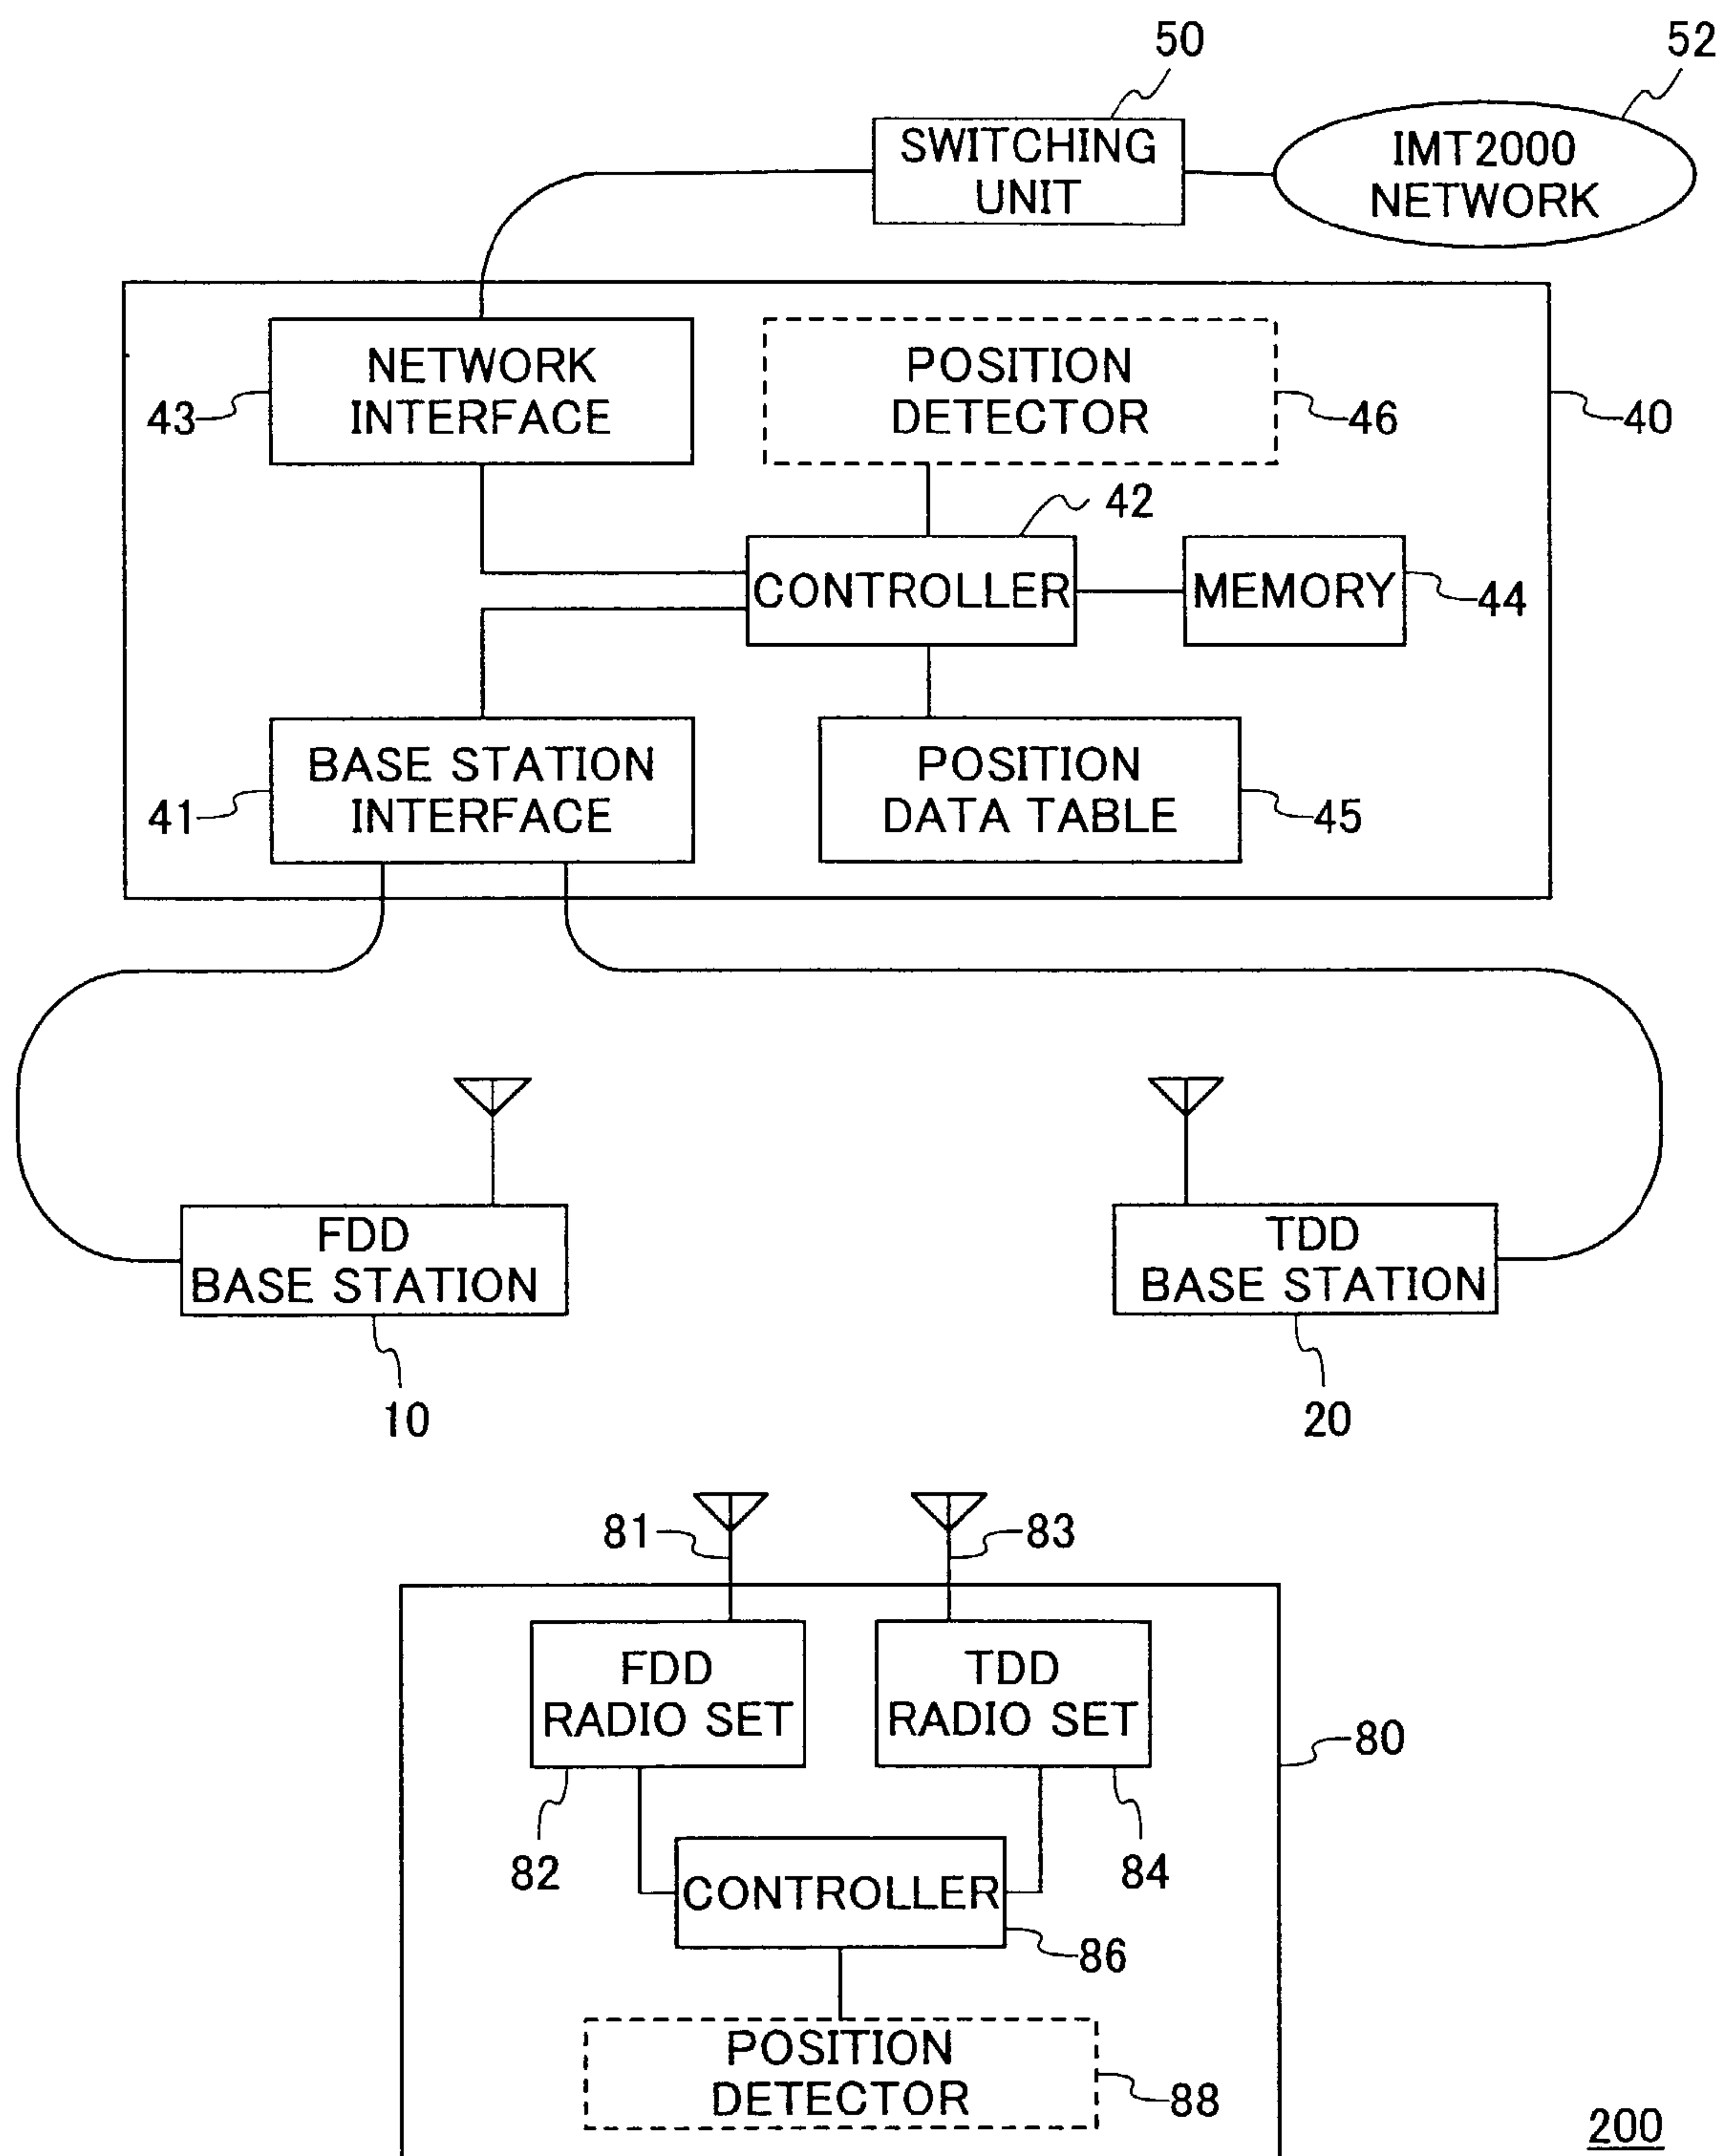 50
52
SWITCHING
UNIT
IMT2000
NETWORK
NETWORK
INTERFACE
POSITION
DETECTOR
43
46
40
42
CONTROLLER
MEMORY
44
BASE STATION
INTERFACE
POSITION
DATA TABLE
41
45
FDD
BASE STATION
TDD
BASE STATION
10
20
81
83
FDD
RADIO SET
TDD
RADIO SET
80
82
84
CONTROLLER
86
POSITION
DETECTOR
88
200